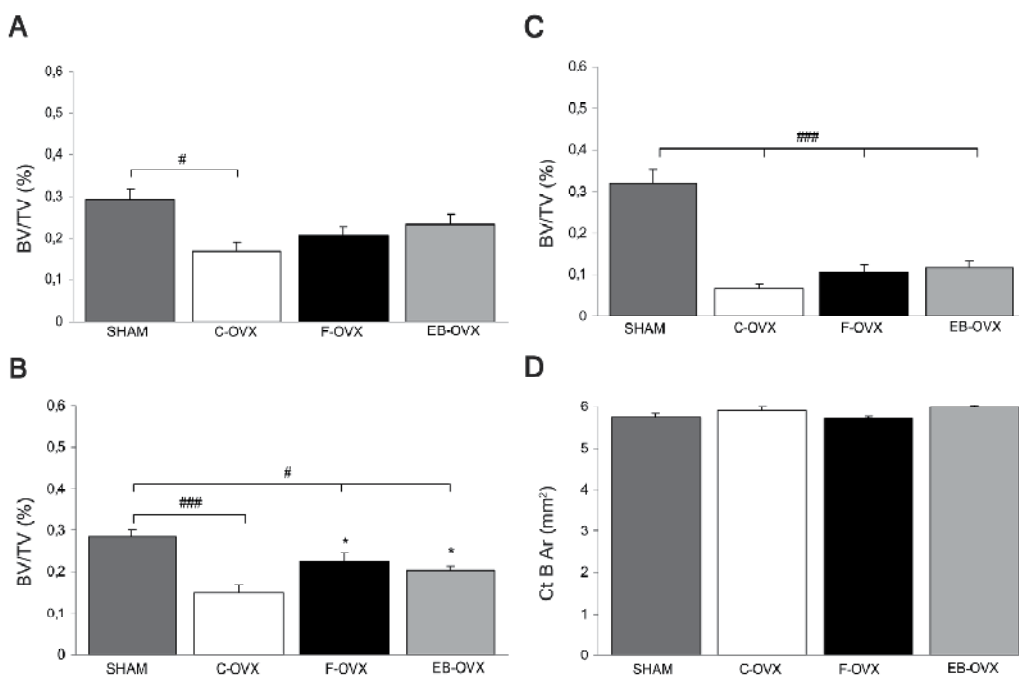 A
BV/TV (%)
0,6
0,5
0,4
0,3
0,2
0,1
0
#
SHAM C-OVX F-OVX EB-OVX
B
BV/TV (%)
0,6
0,5
0,4
0,3
0,2
0,1
0
#
###
* *
SHAM C-OVX F-OVX EB-OVX
C
BV/TV (%)
0,6
0,5
0,4
0,3
0,2
0,1
0
###
SHAM C-OVX F-OVX EB-OVX
D
Ct B Ar (mm²)
6
5
4
3
2
1
0
SHAM C-OVX F-OVX EB-OVX